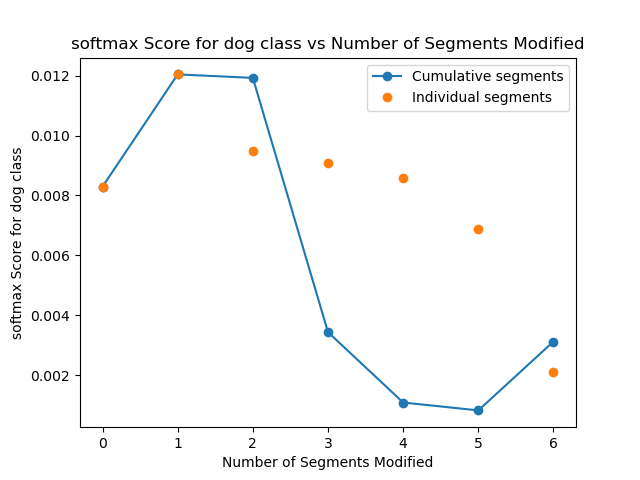 softmax Score for dog class vs Number of Segments Modified
Cumulative segments
Individual segments
softmax Score for dog class
0.012
0.010
0.008
0.006
0.004
0.002
0 1 2 3 4 5 6
Number of Segments Modified